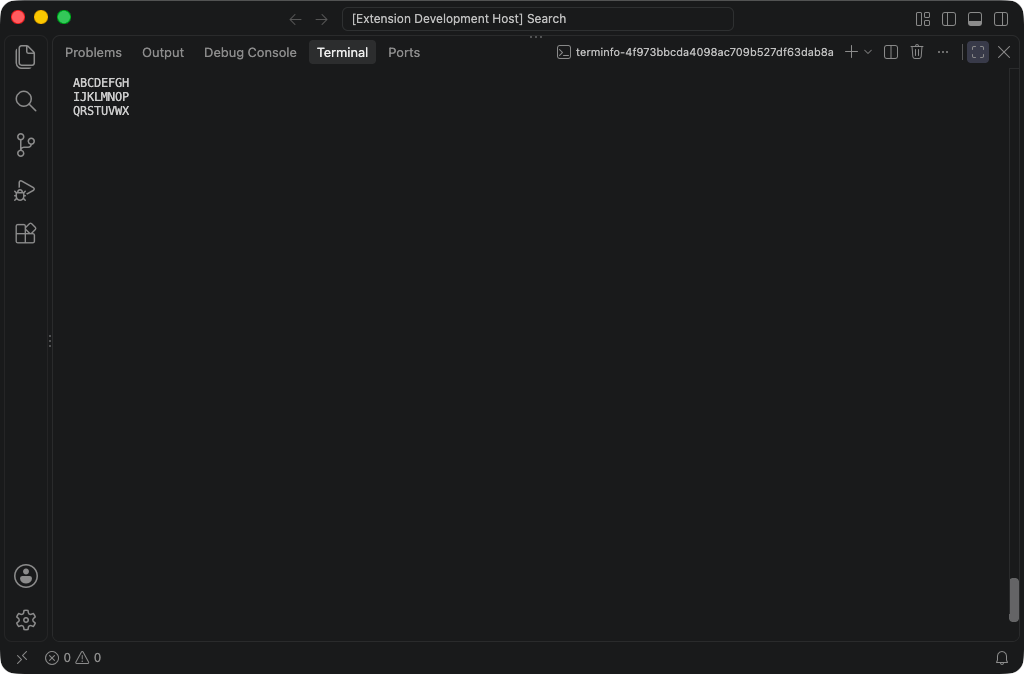 [Extension Development Host] Search
Problems Output Debug Console Terminal Ports terminfo-4f973bbcda4098ac709b527df63dab8a
ABCDEFGH
IJKLMNOP
QRSTUVWX
0 0